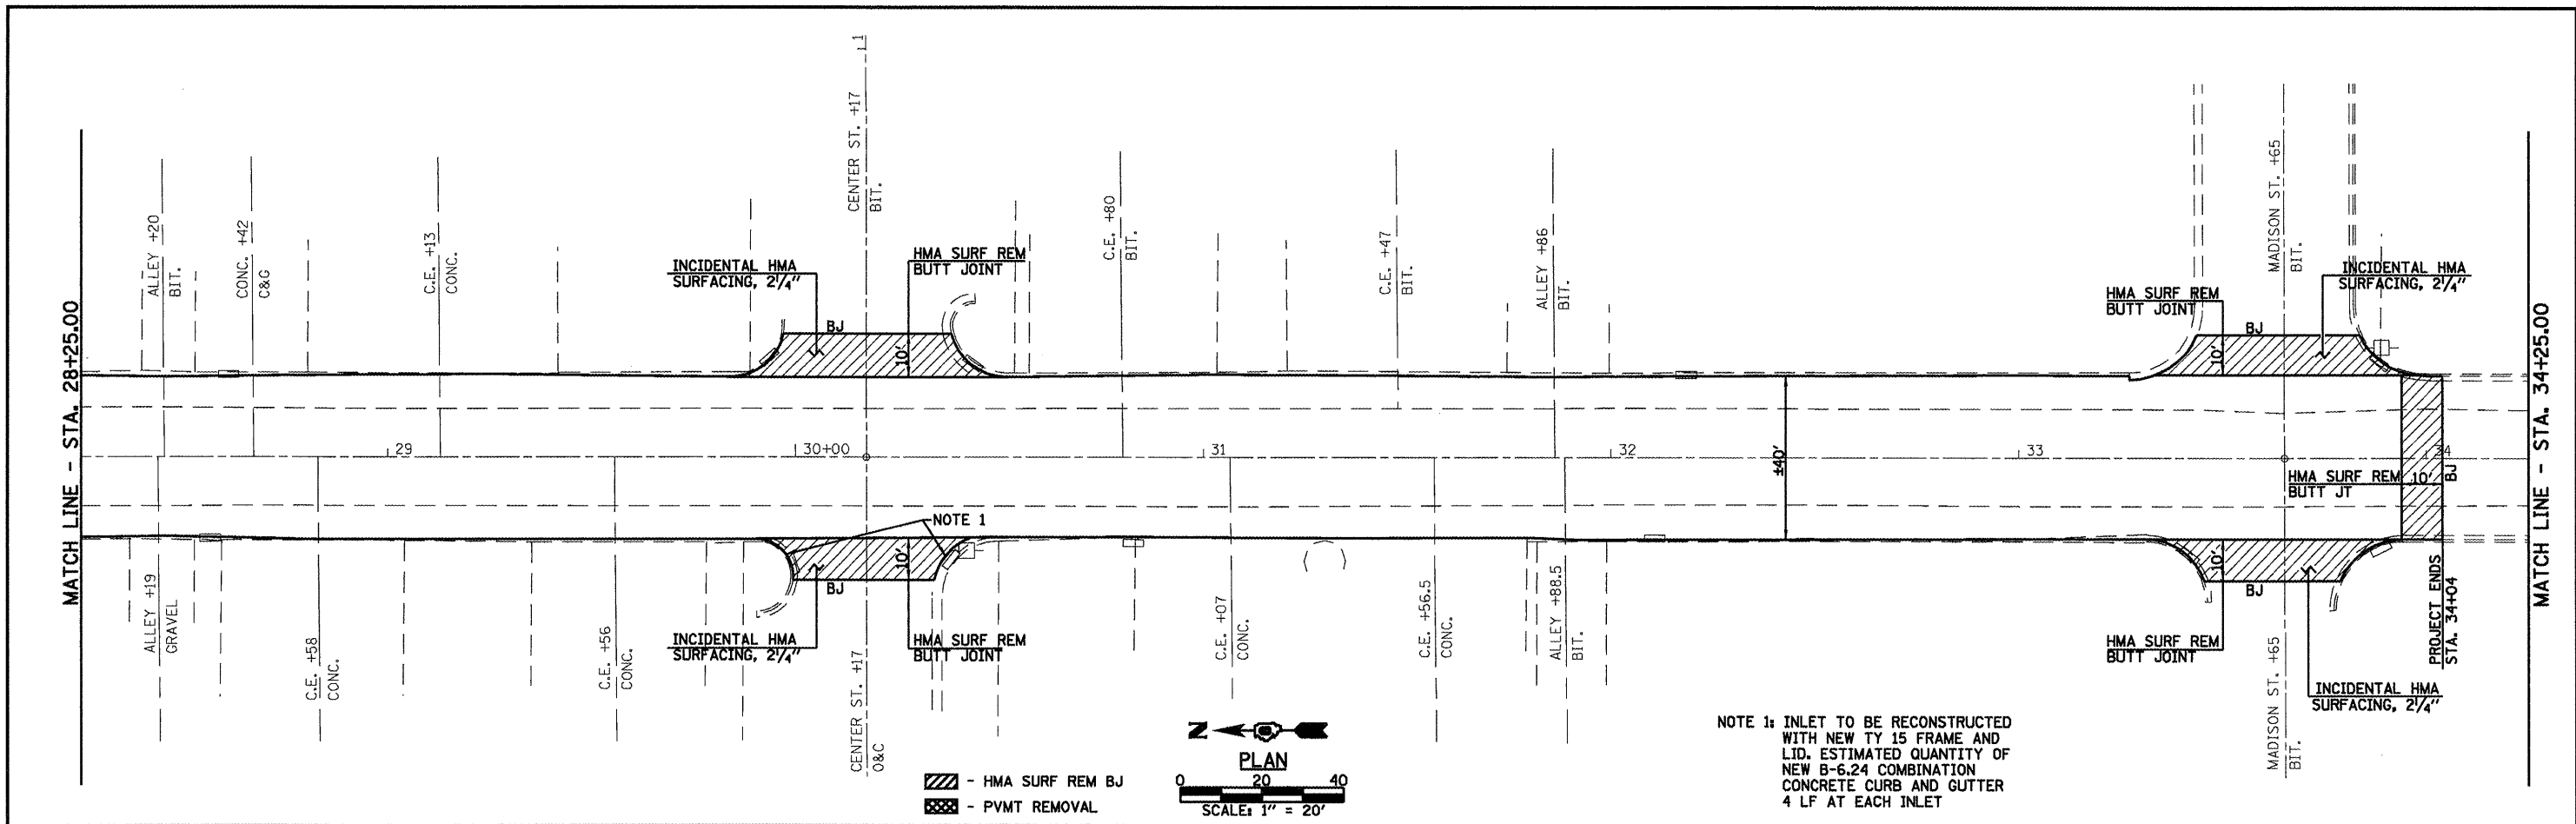 MATCH LINE - STA. 28+25.00
ALLEY +20
BIT.
CONC. +42
C&G
C.E. +13
CONC.
INCIDENTAL HMA
SURFACING, 2¼"
BJ
CENTER ST. +17
BIT.
10'
HMA SURF REM
BUTT JOINT
C.E. +80
BIT.
C.E. +47
BIT.
ALLEY +86
BIT.
HMA SURF REM
BUTT JOINT
10'
BJ
MADISON ST. +65
BIT.
INCIDENTAL HMA
SURFACING, 2¼"
MATCH LINE - STA. 34+25.00
29
30+00
31
32
33
34
±40'
HMA SURF REM
BUTT JT
10'
BJ
NOTE 1
ALLEY +19
GRAVEL
C.E. +58
CONC.
C.E. +56
CONC.
INCIDENTAL HMA
SURFACING, 2¼"
BJ
10'
CENTER ST. +17
O&C
HMA SURF REM
BUTT JOINT
C.E. +07
CONC.
C.E. +56.5
CONC.
ALLEY +88.5
BIT.
HMA SURF REM
BUTT JOINT
10'
BJ
MADISON ST. +65
BIT.
INCIDENTAL HMA
SURFACING, 2¼"
PROJECT ENDS
STA. 34+04
- HMA SURF REM BJ
- PVMT REMOVAL
N
PLAN
0 20 40
SCALE: 1" = 20'
NOTE 1: INLET TO BE RECONSTRUCTED
WITH NEW TY 15 FRAME AND
LID. ESTIMATED QUANTITY OF
NEW B-6.24 COMBINATION
CONCRETE CURB AND GUTTER
4 LF AT EACH INLET